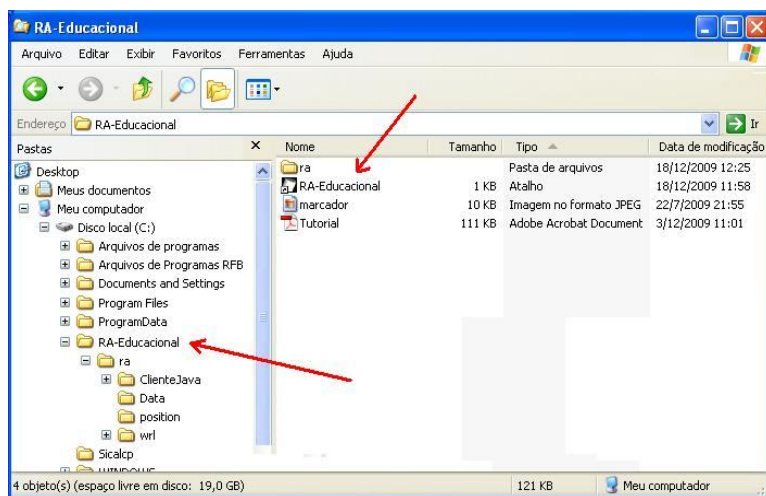 RA-Educacional
Arquivo Editar Exibir Favoritos Ferramentas Ajuda
Endereço RA-Educacional Ir
Pastas × Nome Tamanho Tipo Data de modificação
Desktop
Meus documentos
Meu computador
Disco local (C:)
Arquivos de programas
Arquivos de Programas RFB
Documents and Settings
Program Files
ProgramData
RA-Educacional
ra
ClienteJava
Data
position
wrl
Sicalcp
WINDOWS
ra Pasta de arquivos 18/12/2009 12:25
RA-Educacional 1 KB Atalho 18/12/2009 11:58
marcador 10 KB Imagem no formato JPEG 22/7/2009 21:55
Tutorial 111 KB Adobe Acrobat Document 3/12/2009 11:01
4 objeto(s) (espaço livre em disco: 19,0 GB) 121 KB Meu computador